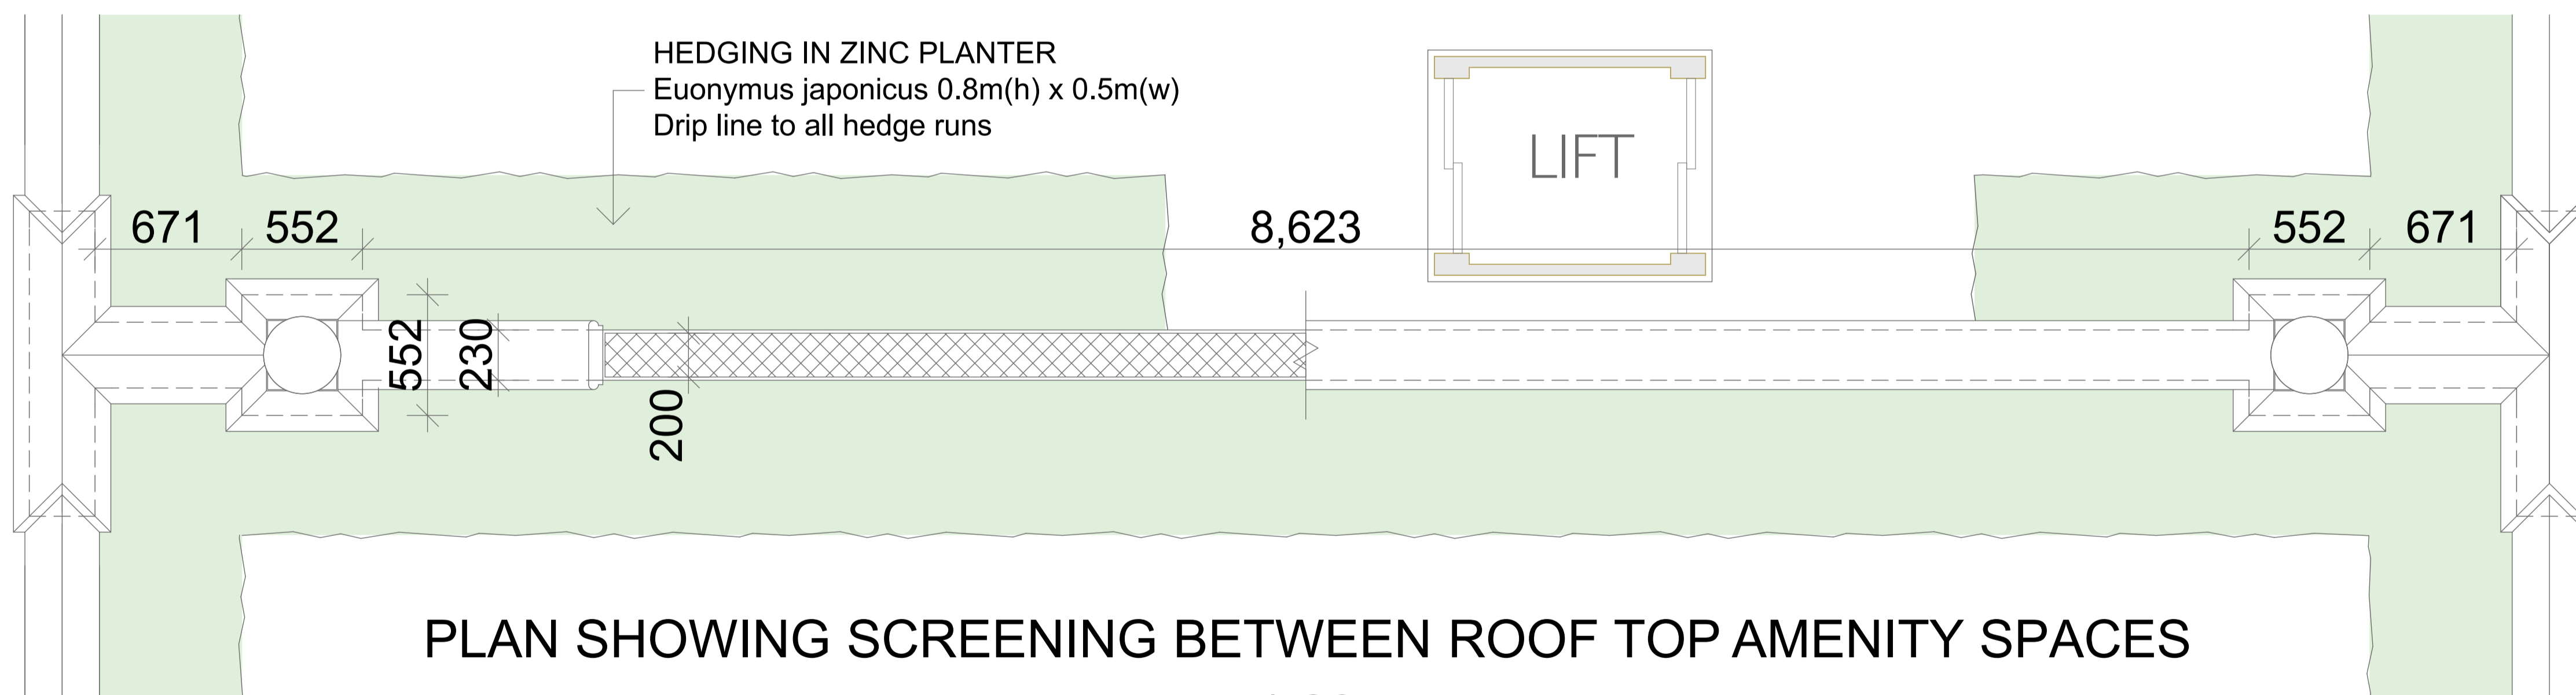 HEDGING IN ZINC PLANTER
Euonymus japonicus 0.8m(h) x 0.5m(w)
Drip line to all hedge runs
LIFT
671
552
8,623
552
671
552
230
200
PLAN SHOWING SCREENING BETWEEN ROOF TOP AMENITY SPACES